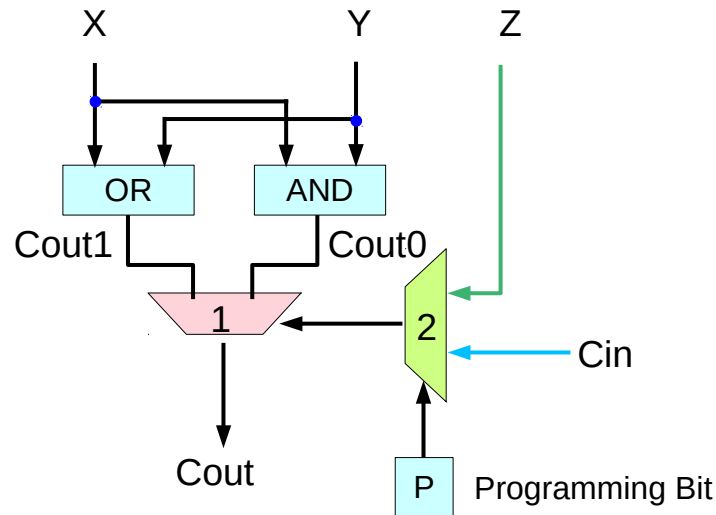 X Y Z
OR AND
Cout1 Cout0
1 2
Cin
Cout
P Programming Bit